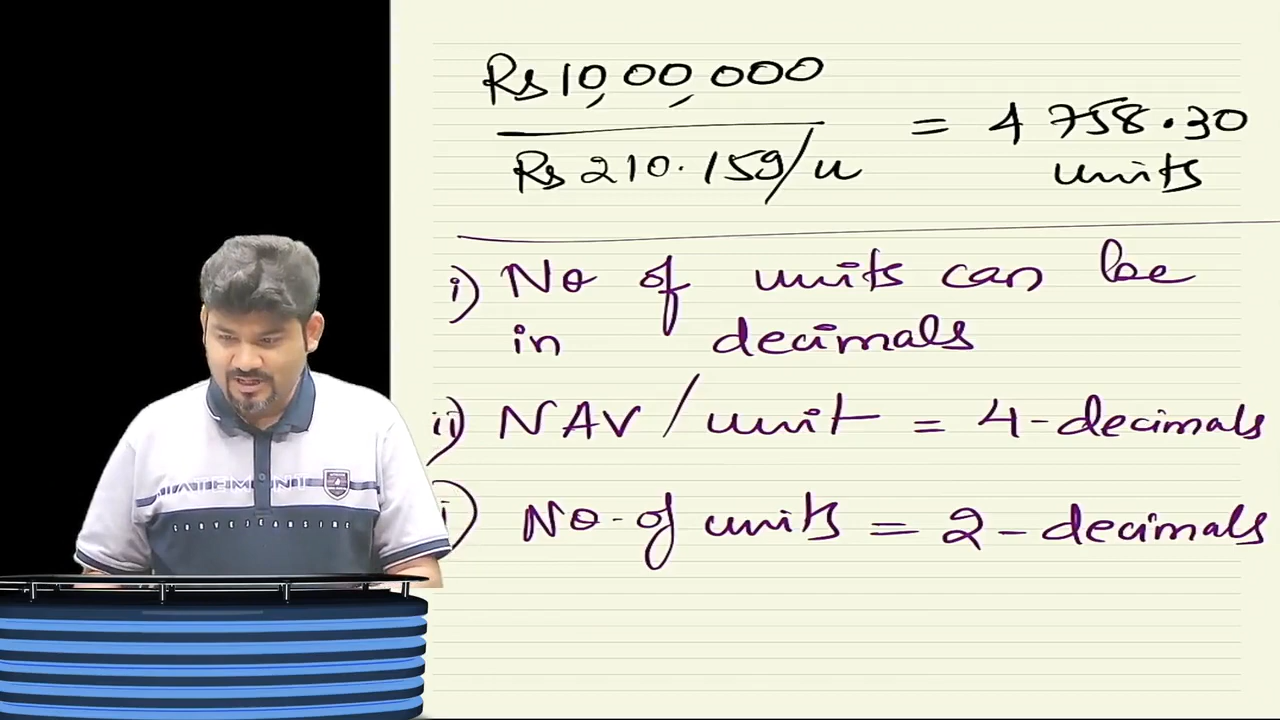 Rs 10,00,000
Rs 210.159/u
= 4758.30
units
i) No of units can be
in decimals
ii) NAV / unit = 4-decimals
i) No. of units = 2-decimals